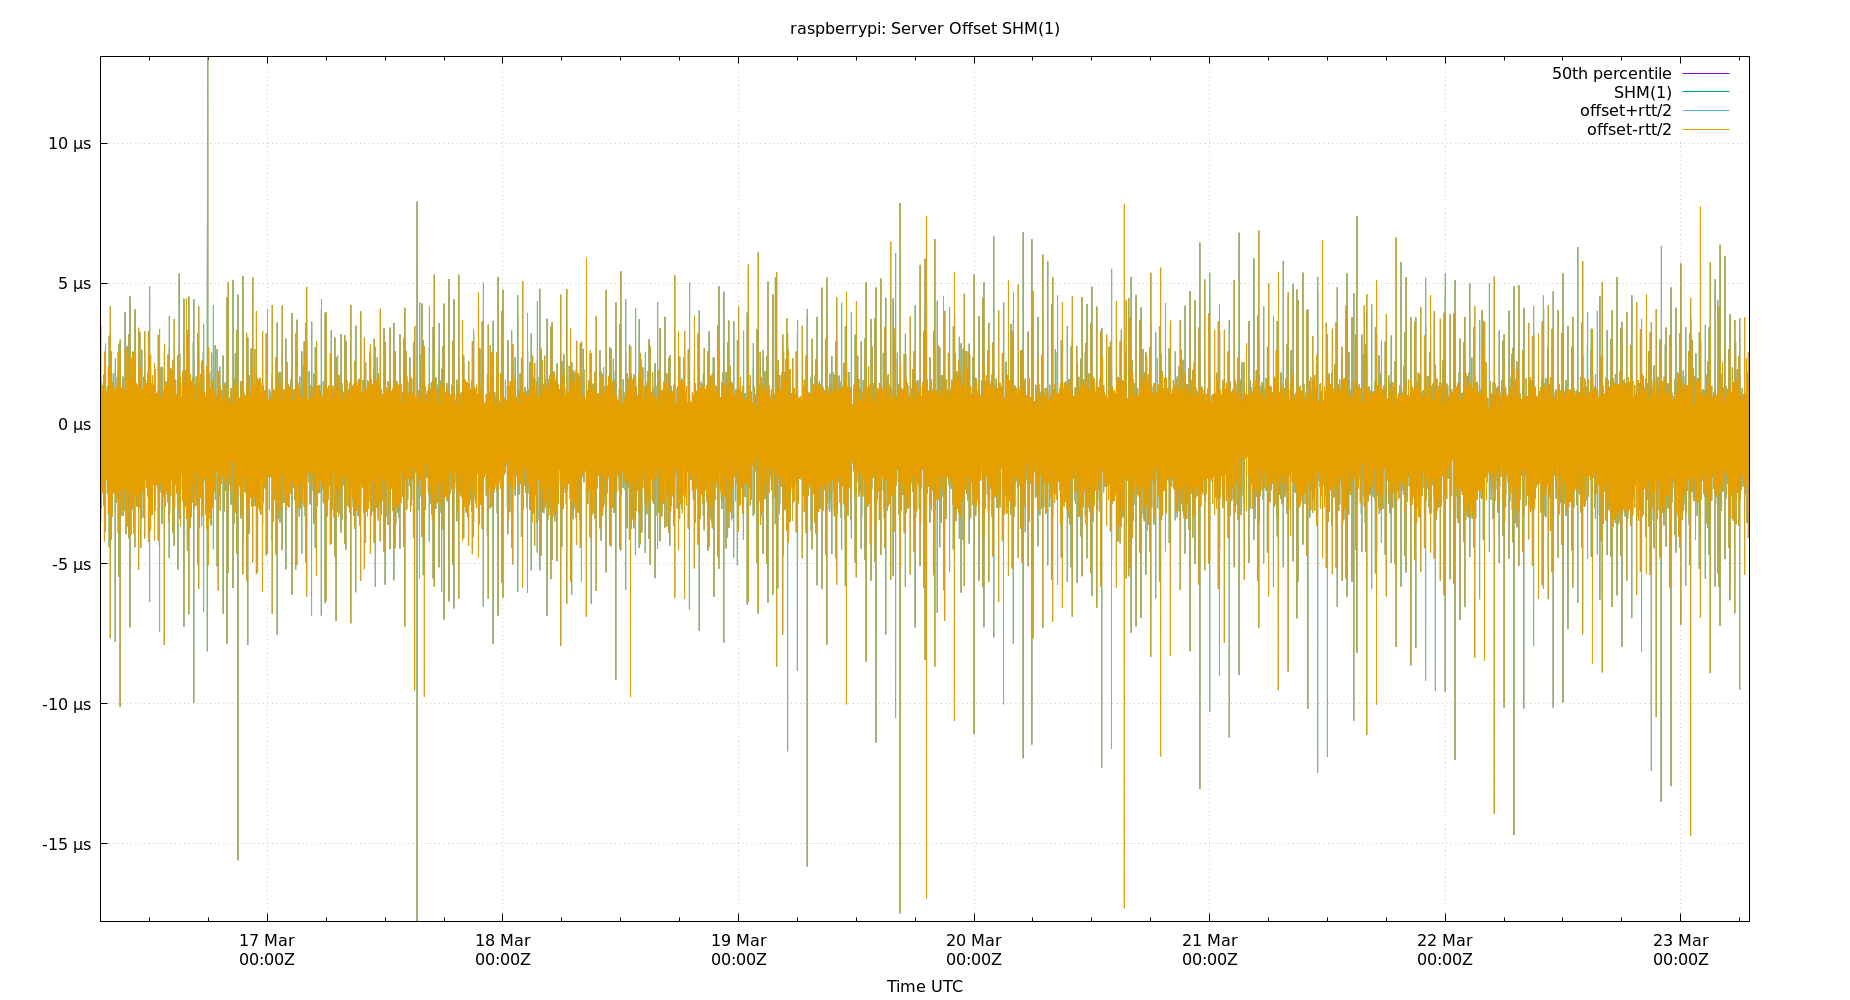 raspberrypi: Server Offset SHM(1)
50th percentile
SHM(1)
offset+rtt/2
offset-rtt/2
10 µs
5 µs
0 µs
-5 µs
-10 µs
-15 µs
17 Mar 18 Mar 19 Mar 20 Mar 21 Mar 22 Mar 23 Mar
00:00Z 00:00Z 00:00Z 00:00Z 00:00Z 00:00Z 00:00Z
Time UTC